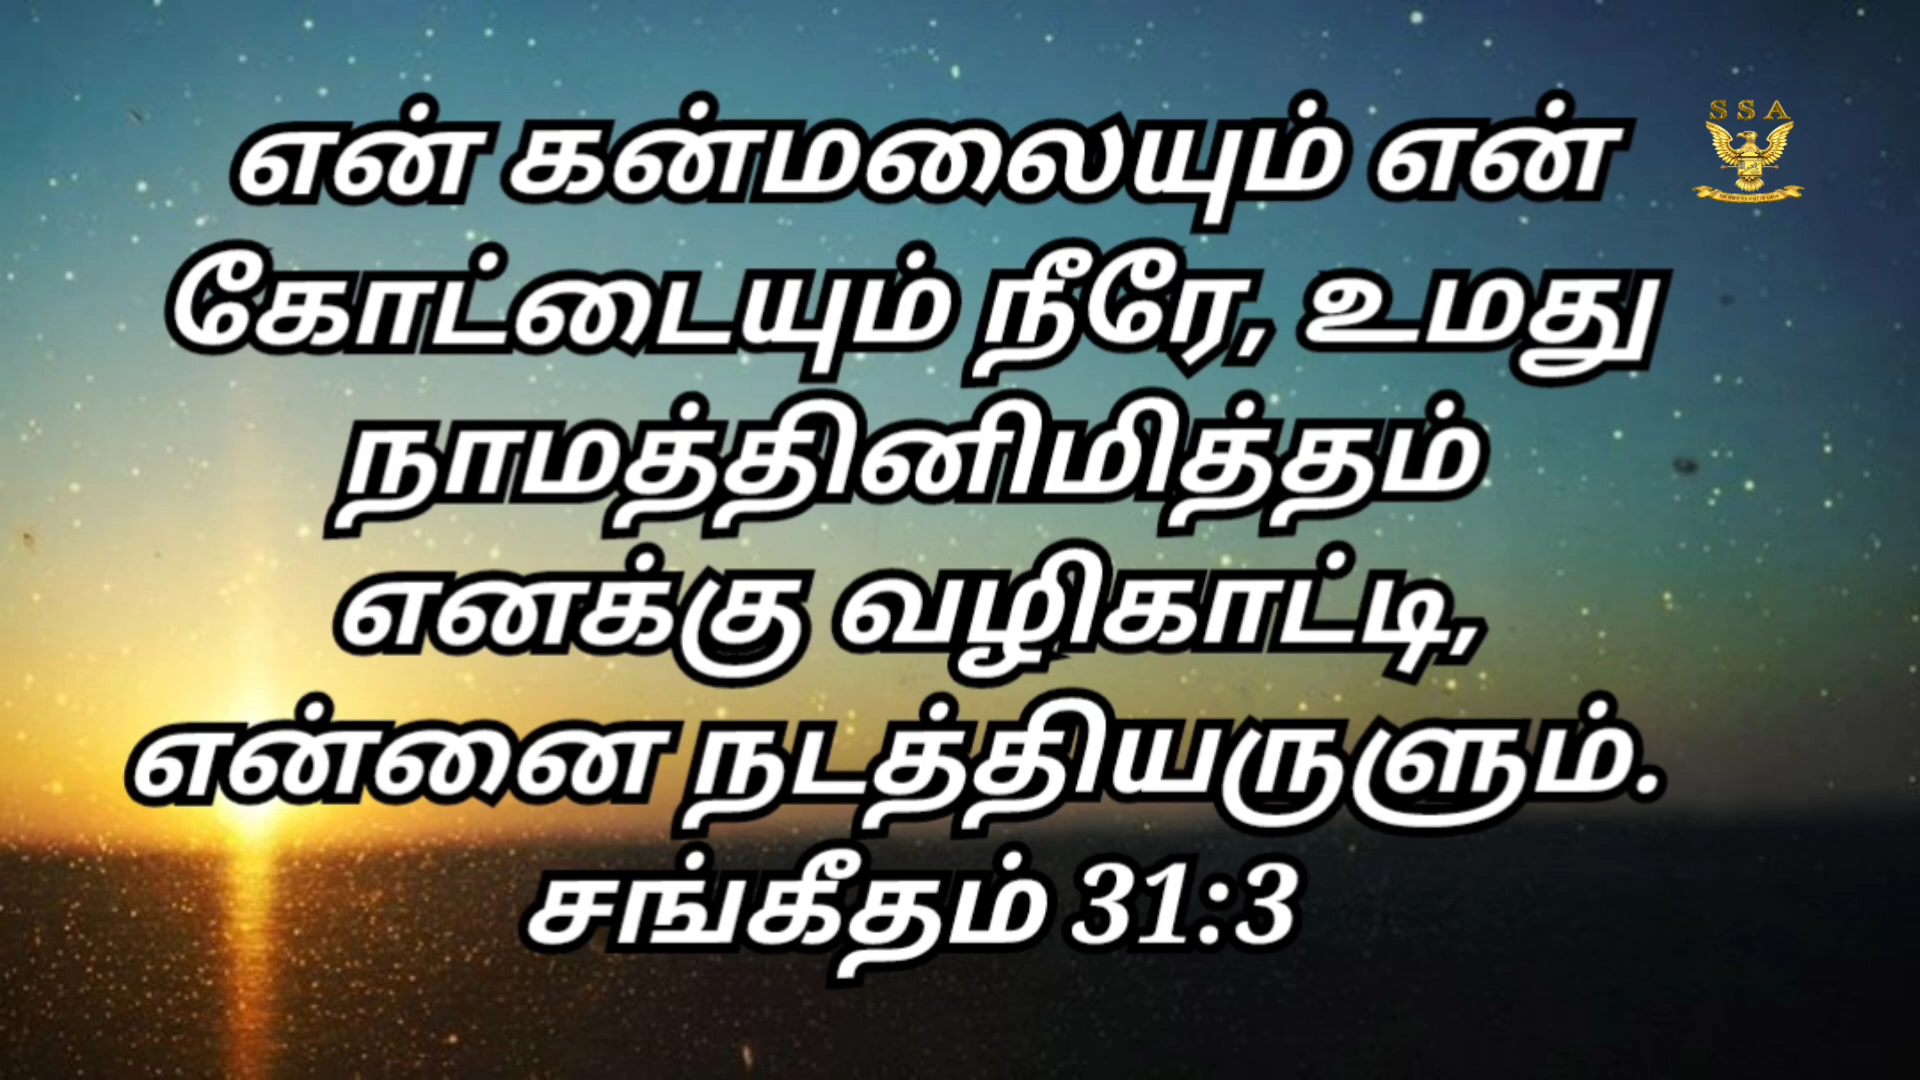 என் கன்மலையும் என்
கோட்டையும் நீரே, உமது
நாமத்தினிமித்தம்
எனக்கு வழிகாட்டி,
என்னை நடத்தியருளும்.
சங்கீதம் 31:3
SSA